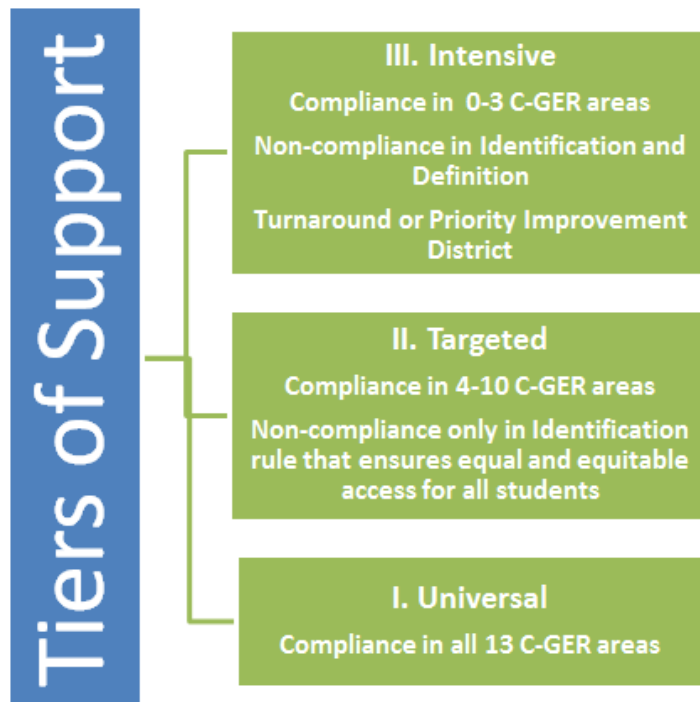 Tiers of Support
III. Intensive
Compliance in 0-3 C-GER areas
Non-compliance in Identification and
Definition
Turnaround or Priority Improvement
District
II. Targeted
Compliance in 4-10 C-GER areas
Non-compliance only in Identification
rule that ensures equal and equitable
access for all students
I. Universal
Compliance in all 13 C-GER areas